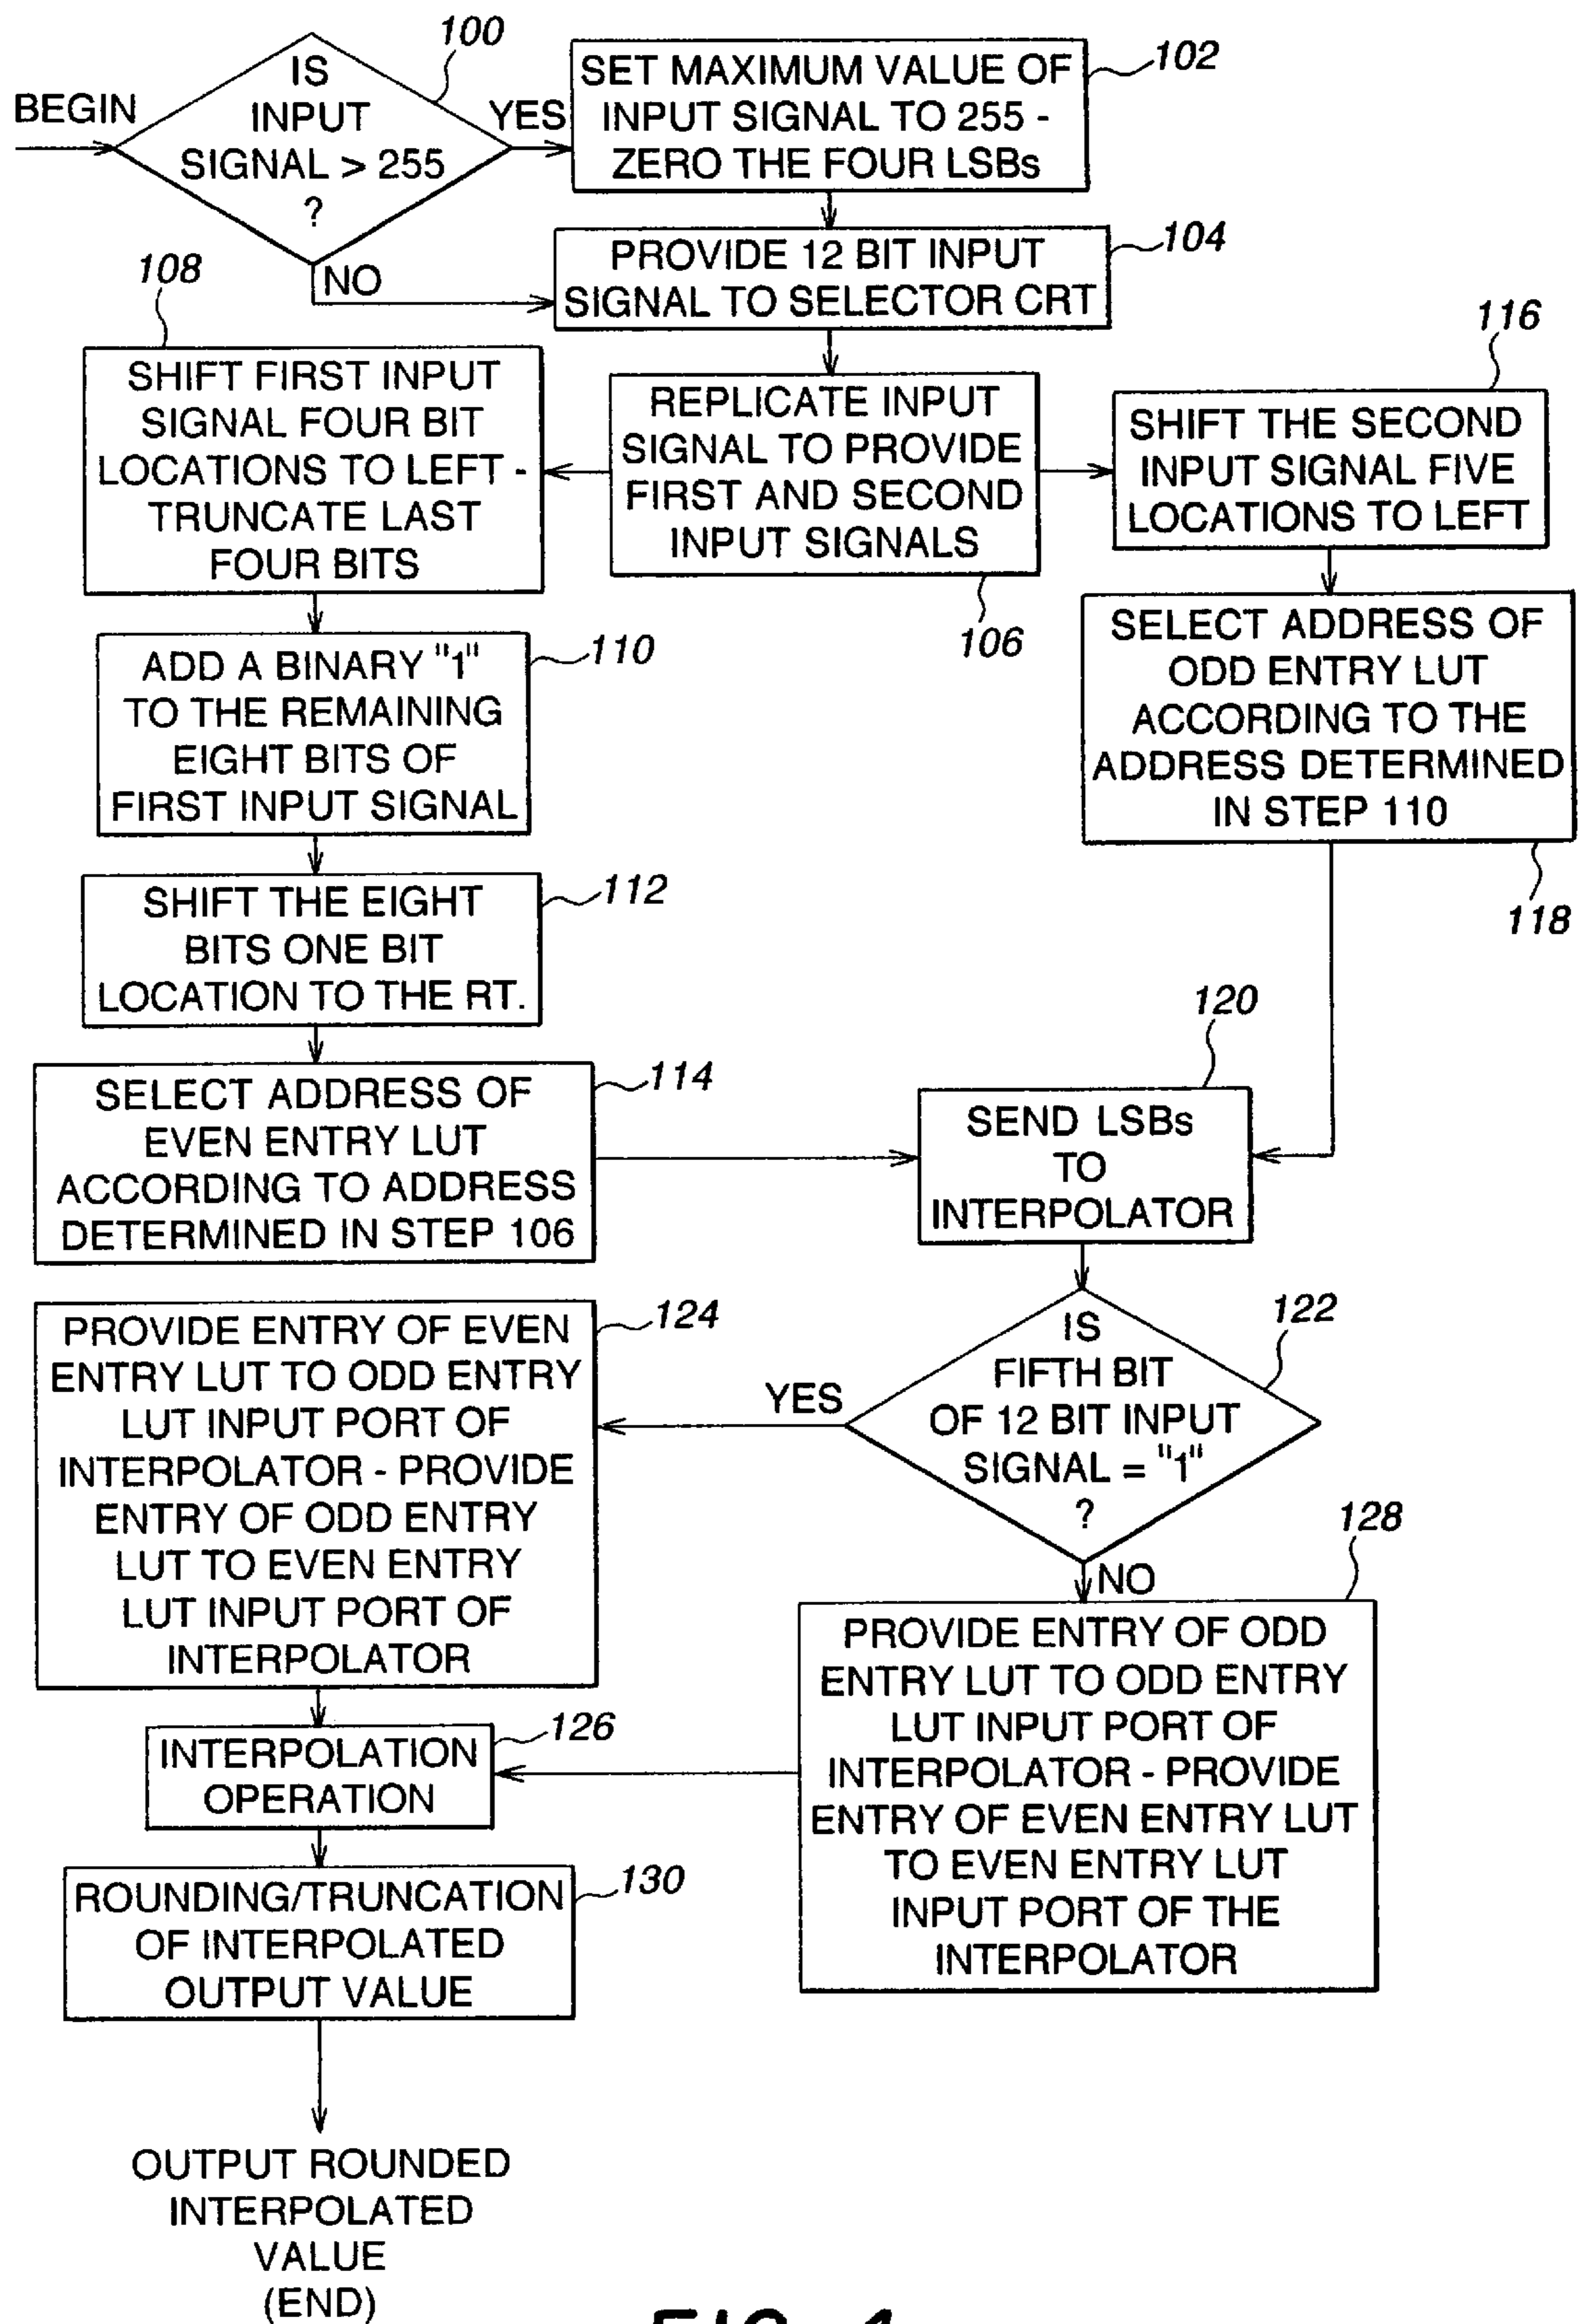 100
IS
INPUT
SIGNAL > 255
?
BEGIN
YES
NO
SET MAXIMUM VALUE OF
INPUT SIGNAL TO 255 -
ZERO THE FOUR LSBs
102
PROVIDE 12 BIT INPUT
SIGNAL TO SELECTOR CRT
104
108
SHIFT FIRST INPUT
SIGNAL FOUR BIT
LOCATIONS TO LEFT -
TRUNCATE LAST
FOUR BITS
REPLICATE INPUT
SIGNAL TO PROVIDE
FIRST AND SECOND
INPUT SIGNALS
106
116
SHIFT THE SECOND
INPUT SIGNAL FIVE
LOCATIONS TO LEFT
ADD A BINARY "1"
TO THE REMAINING
EIGHT BITS OF
FIRST INPUT SIGNAL
110
SELECT ADDRESS OF
ODD ENTRY LUT
ACCORDING TO THE
ADDRESS DETERMINED
IN STEP 110
118
SHIFT THE EIGHT
BITS ONE BIT
LOCATION TO THE RT.
112
SELECT ADDRESS OF
EVEN ENTRY LUT
ACCORDING TO ADDRESS
DETERMINED IN STEP 106
114
120
SEND LSBs
TO
INTERPOLATOR
IS
FIFTH BIT
OF 12 BIT INPUT
SIGNAL = "1"
?
122
YES
NO
PROVIDE ENTRY OF EVEN
ENTRY LUT TO ODD ENTRY
LUT INPUT PORT OF
INTERPOLATOR - PROVIDE
ENTRY OF ODD ENTRY
LUT TO EVEN ENTRY
LUT INPUT PORT OF
INTERPOLATOR
124
128
PROVIDE ENTRY OF ODD
ENTRY LUT TO ODD ENTRY
LUT INPUT PORT OF
INTERPOLATOR - PROVIDE
ENTRY OF EVEN ENTRY LUT
TO EVEN ENTRY LUT
INPUT PORT OF THE
INTERPOLATOR
INTERPOLATION
OPERATION
126
ROUNDING/TRUNCATION
OF INTERPOLATED
OUTPUT VALUE
130
OUTPUT ROUNDED
INTERPOLATED
VALUE
(END)